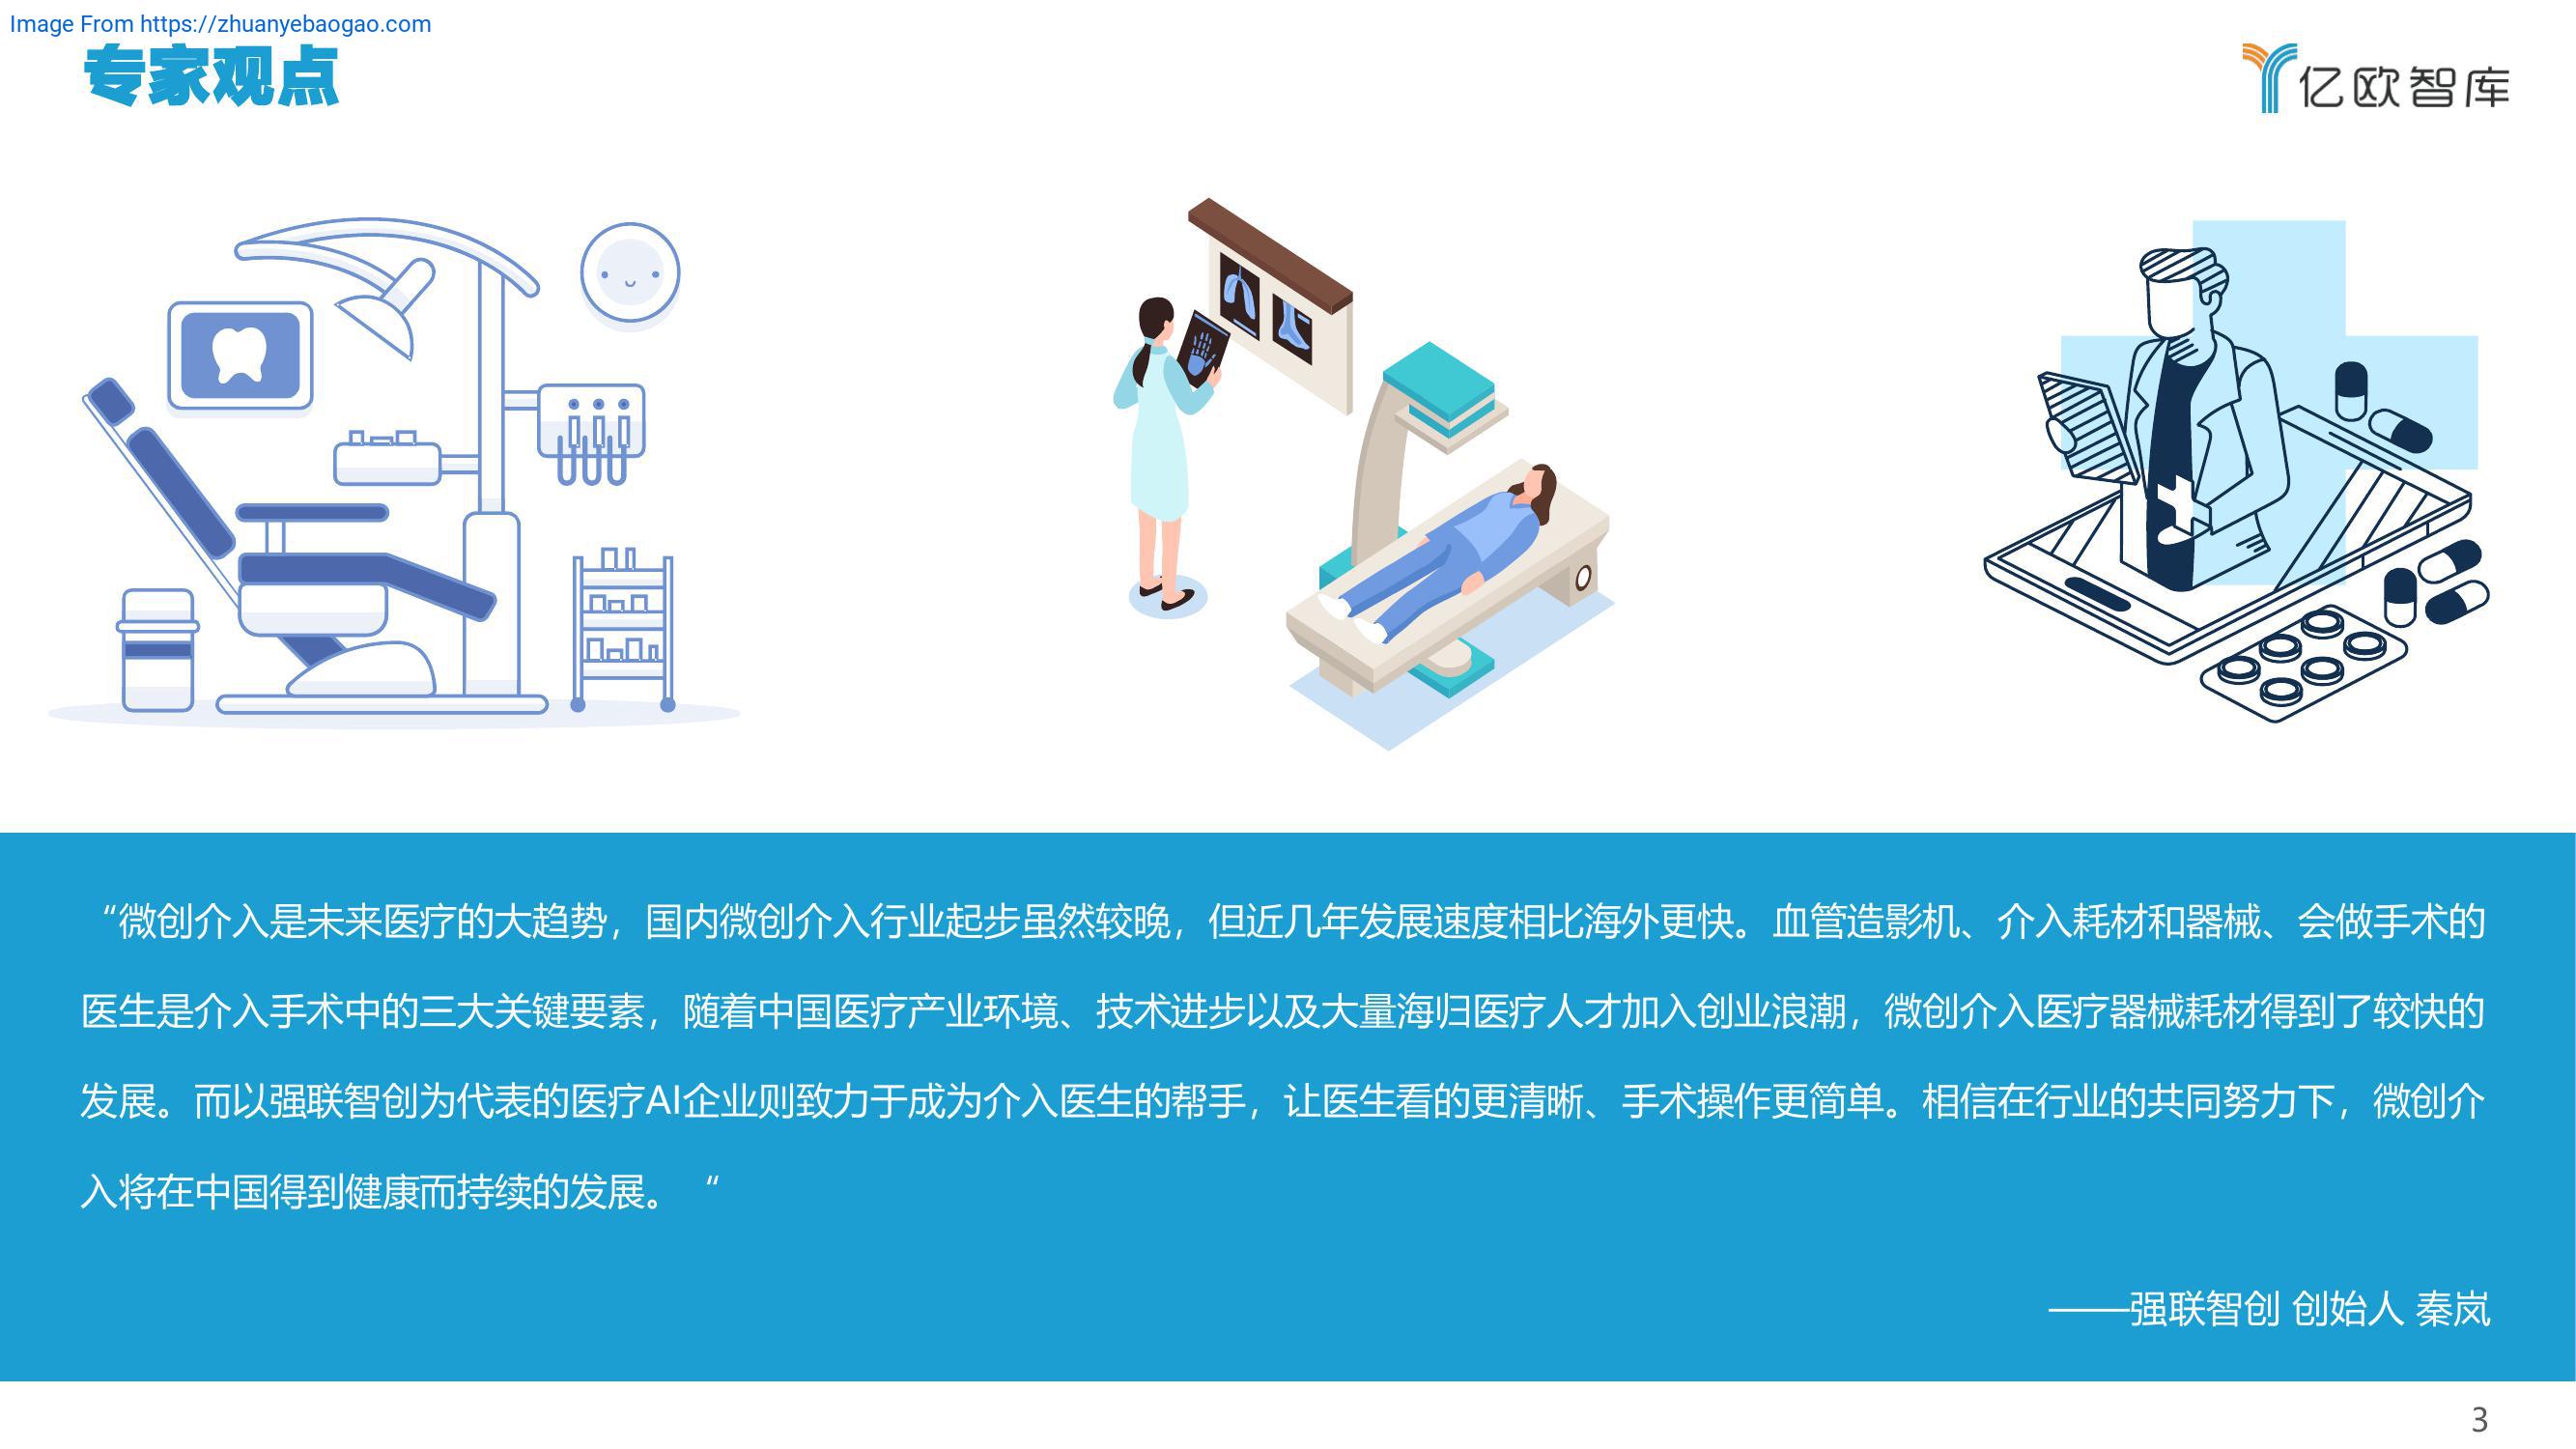 Image From https://zhuanyebaogao.com
专家观点
亿欧智库
“微创介入是未来医疗的大趋势，国内微创介入行业起步虽然较晚，但近几年发展速度相比海外更快。血管造影机、介入耗材和器械、会做手术的
医生是介入手术中的三大关键要素，随着中国医疗产业环境、技术进步以及大量海归医疗人才加入创业浪潮，微创介入医疗器械耗材得到了较快的
发展。而以强联智创为代表的医疗AI企业则致力于成为介入医生的帮手，让医生看的更清晰、手术操作更简单。相信在行业的共同努力下，微创介
入将在中国得到健康而持续的发展。 “
——强联智创 创始人 秦岚
3